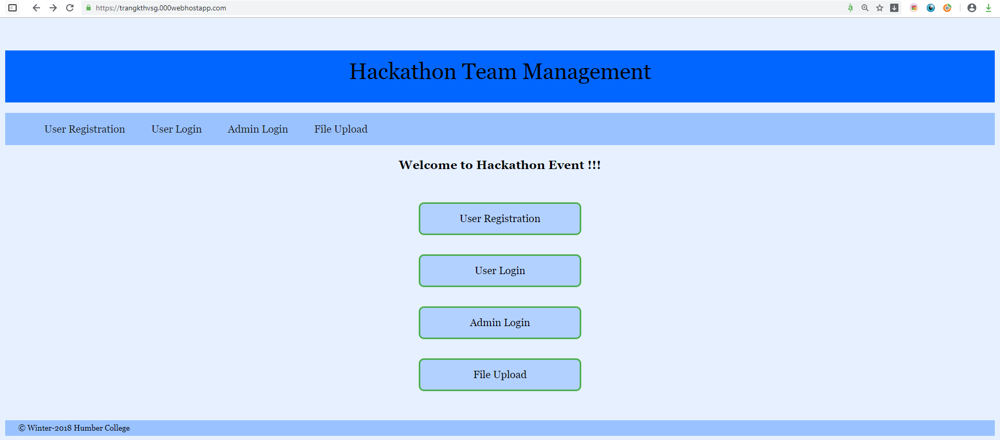 https://trangkthvsg.000webhostapp.com
Hackathon Team Management
User Registration User Login Admin Login File Upload
Welcome to Hackathon Event !!!
User Registration
User Login
Admin Login
File Upload
© Winter-2018 Humber College